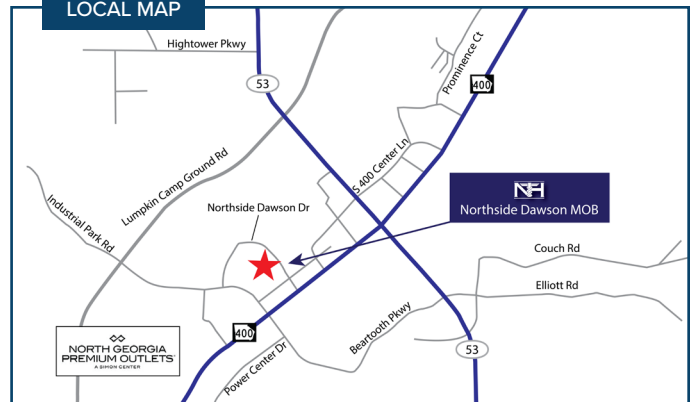 LOCAL MAP
Hightower Pkwy
53
Prominence Ct
400
Lumpkin Camp Ground Rd
S 400 Center Ln
NH
Northside Dawson MOB
Northside Dawson Dr
Industrial Park Rd
Couch Rd
Elliott Rd
Beartooth Pkwy
400
53
NORTH GEORGIA
PREMIUM OUTLETS®
A SIMON CENTER
Power Center Dr